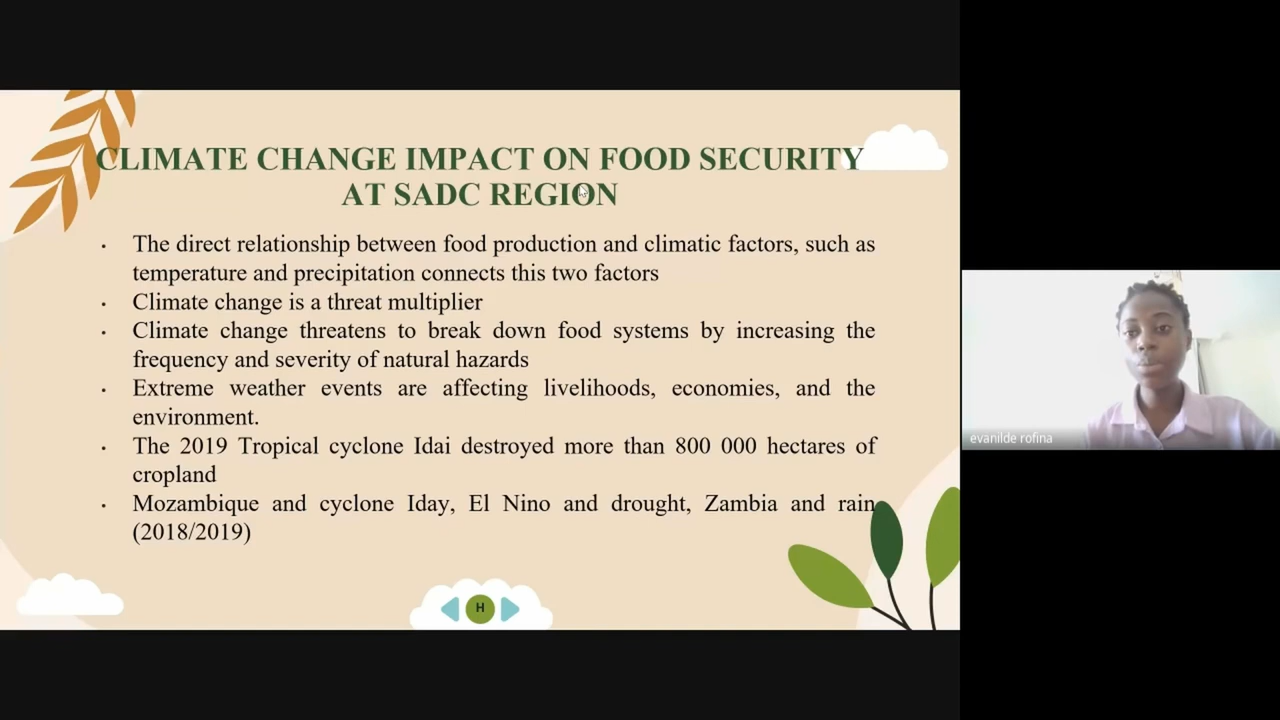 CLIMATE CHANGE IMPACT ON FOOD SECURITY
AT SADC REGION
• The direct relationship between food production and climatic factors, such as
temperature and precipitation connects this two factors
• Climate change is a threat multiplier
• Climate change threatens to break down food systems by increasing the
frequency and severity of natural hazards
• Extreme weather events are affecting livelihoods, economies, and the
environment.
• The 2019 Tropical cyclone Idai destroyed more than 800 000 hectares of
cropland
• Mozambique and cyclone Iday, El Nino and drought, Zambia and rain
(2018/2019)
H
evanilde rofina